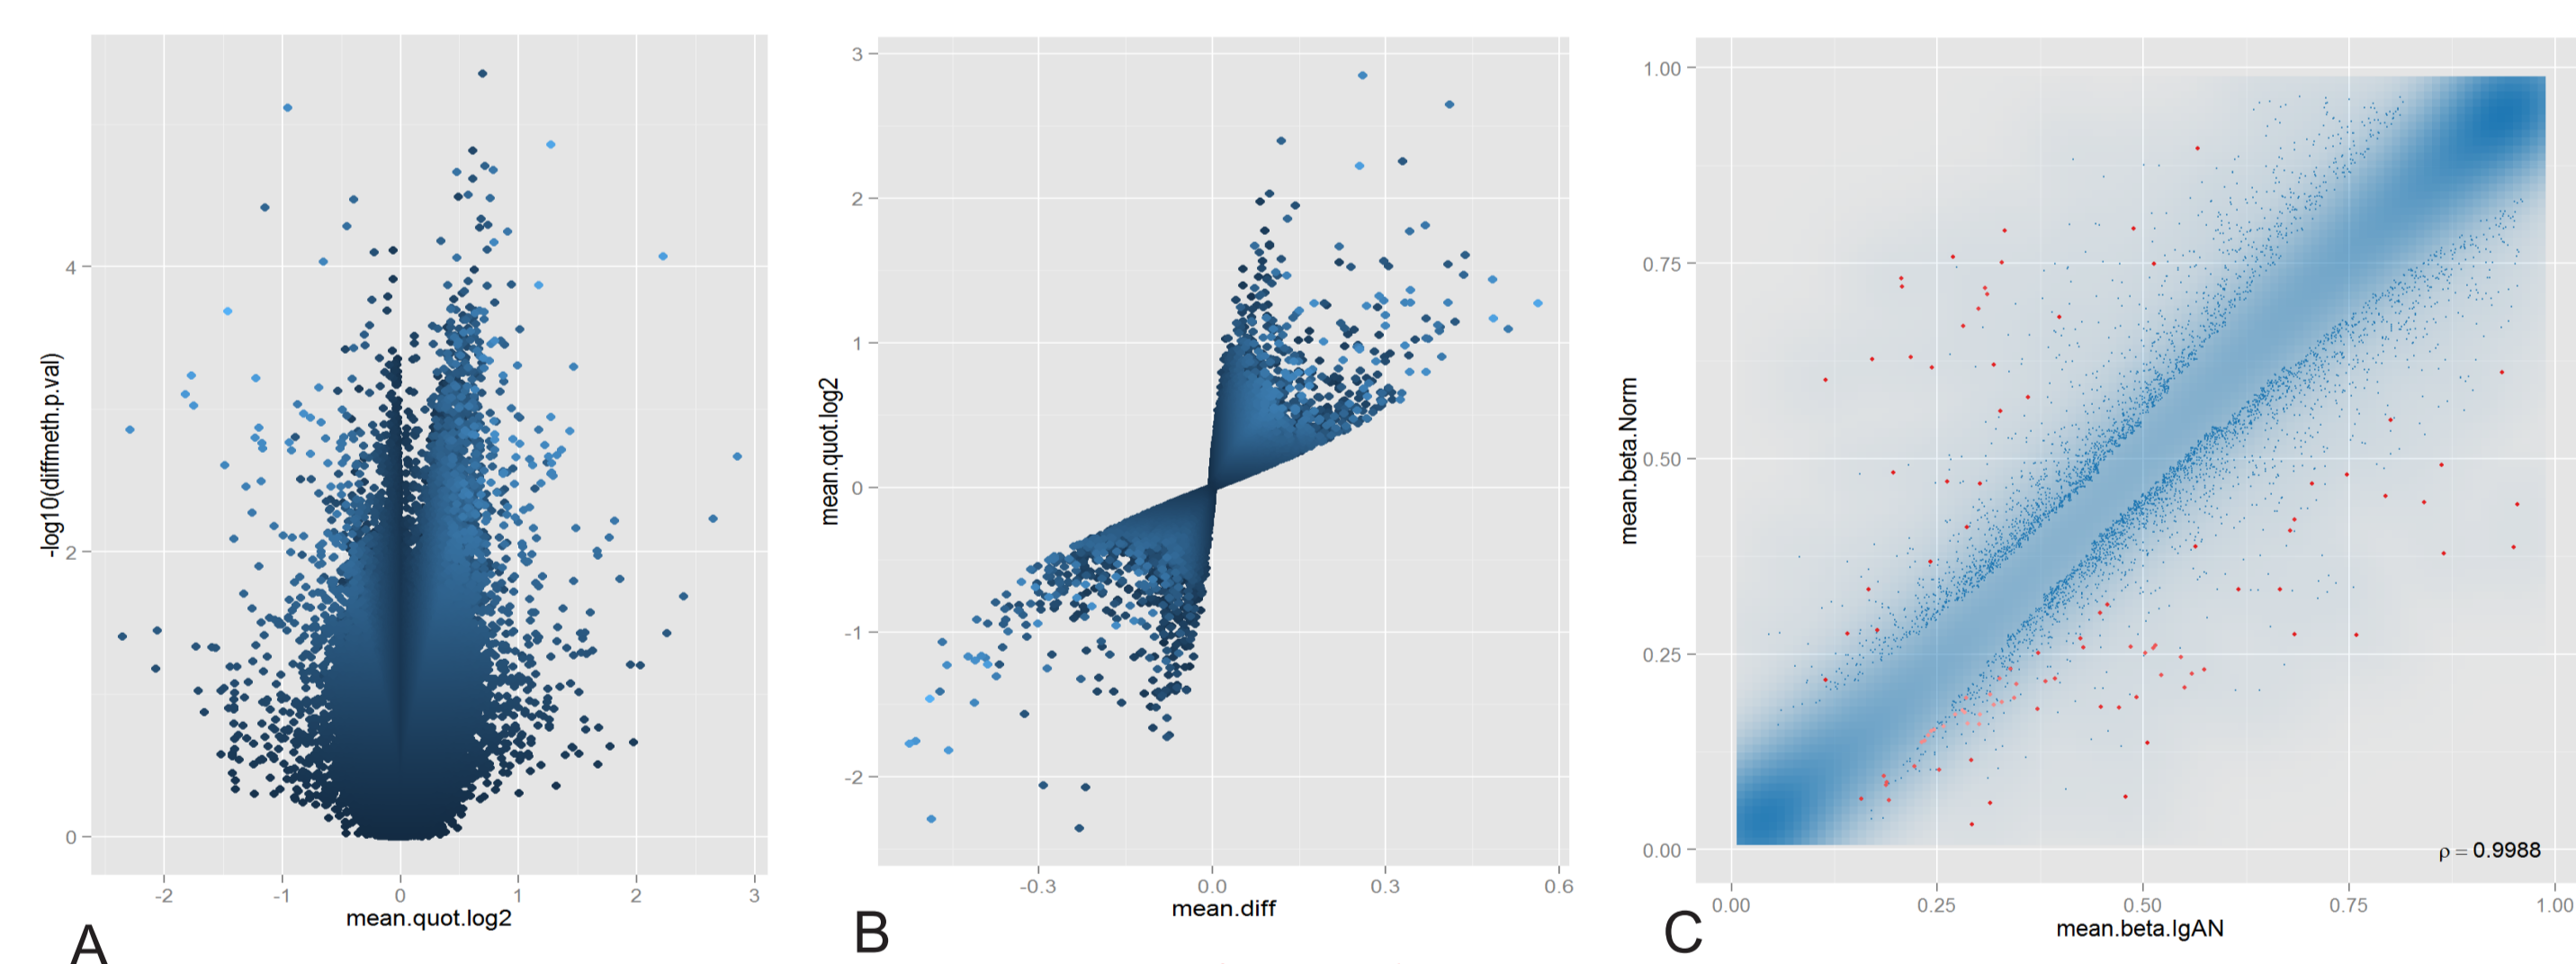 -log10(diffmeth.p.val)
4
2
0
-2 -1 0 1 2 3
mean.quot.log2
A
mean.quot.log2
3
2
1
0
-1
-2
-0.3 0.0 0.3 0.6
mean.diff
B
mean.beta.Norm
1.00
0.75
0.50
0.25
0.00
ρ = 0.9988
0.00 0.25 0.50 0.75 1.00
mean.beta.IgAN
C